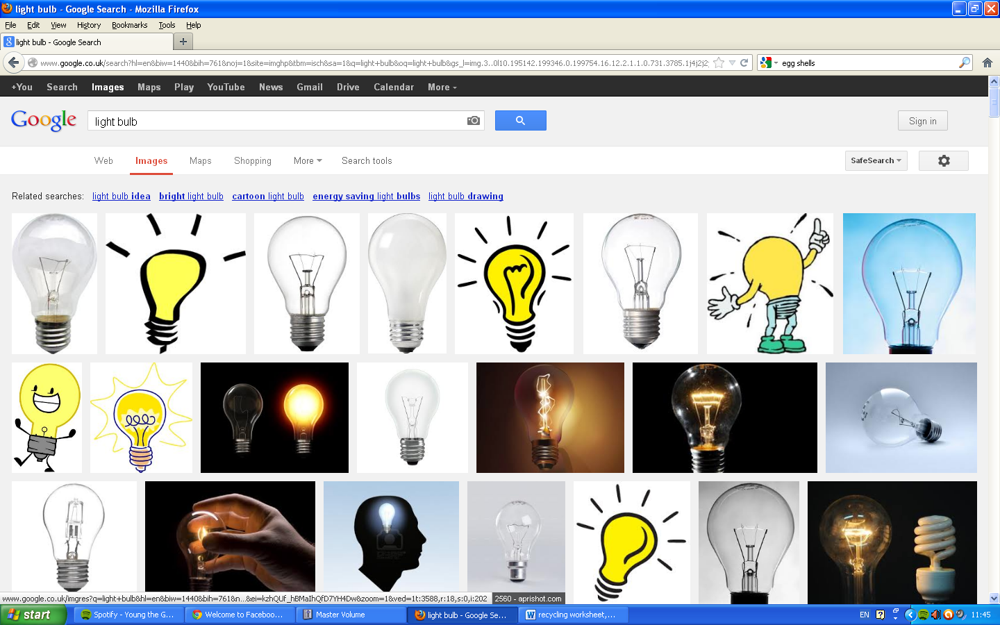 light bulb - Google Search - Mozilla Firefox
File Edit View History Bookmarks Tools Help
light bulb - Google Search
www.google.co.uk/search?hl=en&biw=1440&bih=761&noj=1&site=imghp&tbm=isch&sa=1&q=light+bulb&oq=light+bulb&gs_l=img.3..0l10.195142.199346.0.199754.16.12.2.1.1.0.731.3785.1j4j2j2j egg shells
+You Search Images Maps Play YouTube News Gmail Drive Calendar More
Google light bulb Sign in
Web Images Maps Shopping More Search tools SafeSearch
Related searches: light bulb idea bright light bulb cartoon light bulb energy saving light bulbs light bulb drawing
www.google.co.uk/imgres?q=light+bulb&hl=en&biw=1440&bih=761&n...&ei=kzhQUf_hBMaIhQfD7YH4Dw&zoom=1&ved=1t:3588,r:18,s:0,i:202 2560 - aprishot.com
start Spotify - Young the G... Welcome to Faceboo... Master Volume light bulb - Google Se... recycling worksheet,... EN 11:45